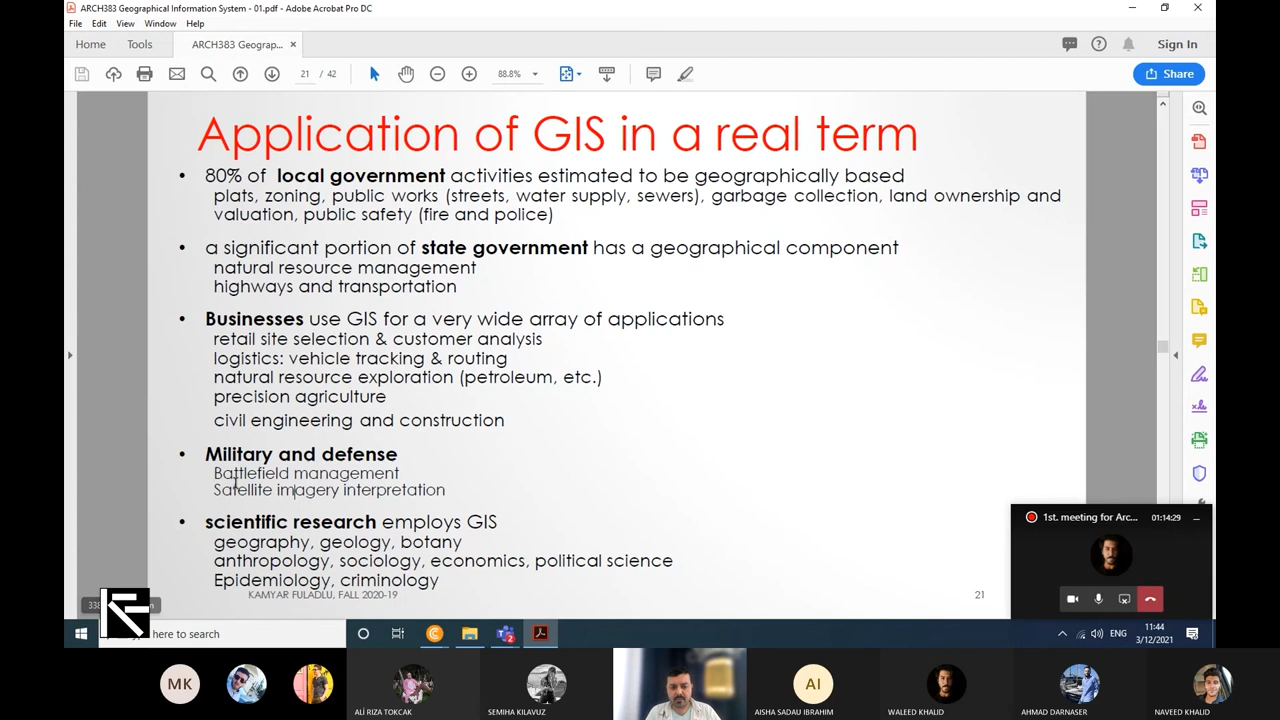 ARCH383 Geographical Information System - 01.pdf - Adobe Acrobat Pro DC
File Edit View Window Help
Home Tools ARCH383 Geograp... × Sign In
21 / 42 88.8% Share
Application of GIS in a real term
• 80% of local government activities estimated to be geographically based
plats, zoning, public works (streets, water supply, sewers), garbage collection, land ownership and
valuation, public safety (fire and police)
• a significant portion of state government has a geographical component
natural resource management
highways and transportation
• Businesses use GIS for a very wide array of applications
retail site selection & customer analysis
logistics: vehicle tracking & routing
natural resource exploration (petroleum, etc.)
precision agriculture
civil engineering and construction
• Military and defense
Battlefield management
Satellite imagery interpretation
• scientific research employs GIS
geography, geology, botany
anthropology, sociology, economics, political science
Epidemiology, criminology
KAMYAR FULADLU, FALL 2020-19 21
1st. meeting for Arc... 01:14:29
here to search
ENG
11:44
3/12/2021
MK
ALİ RIZA TOKCAK
SEMIHA KILAVUZ
AI
AISHA SADAU IBRAHIM
WALEED KHALID
AHMAD DARNASER
NAVEED KHALID